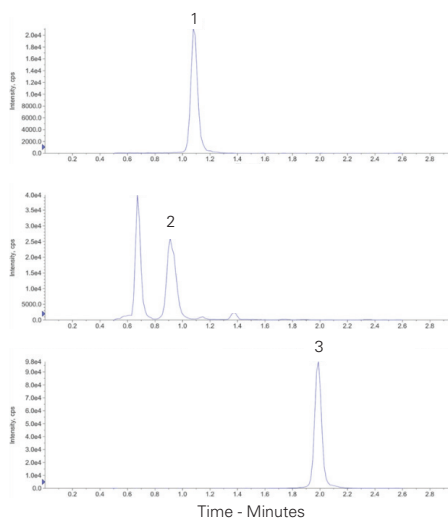 1
Intensity, cps
2.0e4
1.8e4
1.6e4
1.4e4
1.2e4
1.0e4
8000.0
6000.0
4000.0
2000.0
0.0
0.2 0.4 0.6 0.8 1.0 1.2 1.4 1.6 1.8 2.0 2.2 2.4 2.6 2.8
2
Intensity, cps
4.0e4
3.5e4
3.0e4
2.5e4
2.0e4
1.5e4
1.0e4
5000.0
0.0
0.2 0.4 0.6 0.8 1.0 1.2 1.4 1.6 1.8 2.0 2.2 2.4 2.6 2.8
3
Intensity, cps
9.8e4
9.0e4
8.0e4
7.0e4
6.0e4
5.0e4
4.0e4
3.0e4
2.0e4
1.0e4
0.0
0.2 0.4 0.6 0.8 1.0 1.2 1.4 1.6 1.8 2.0 2.2 2.4 2.6 2.8
Time - Minutes